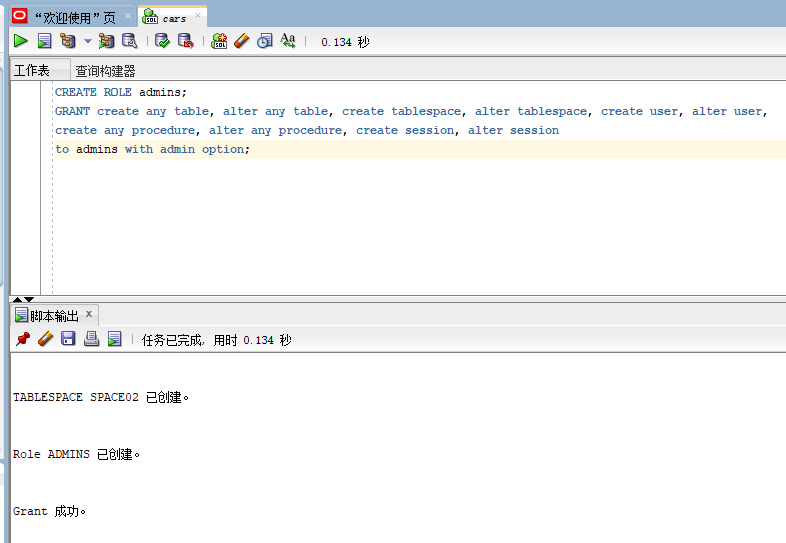 “欢迎使用”页
cars
0.134 秒
工作表
查询构建器
CREATE ROLE admins;
GRANT create any table, alter any table, create tablespace, alter tablespace, create user, alter user,
create any procedure, alter any procedure, create session, alter session
to admins with admin option;
脚本输出 x
任务已完成, 用时 0.134 秒
TABLESPACE SPACE02 已创建。
Role ADMINS 已创建。
Grant 成功。